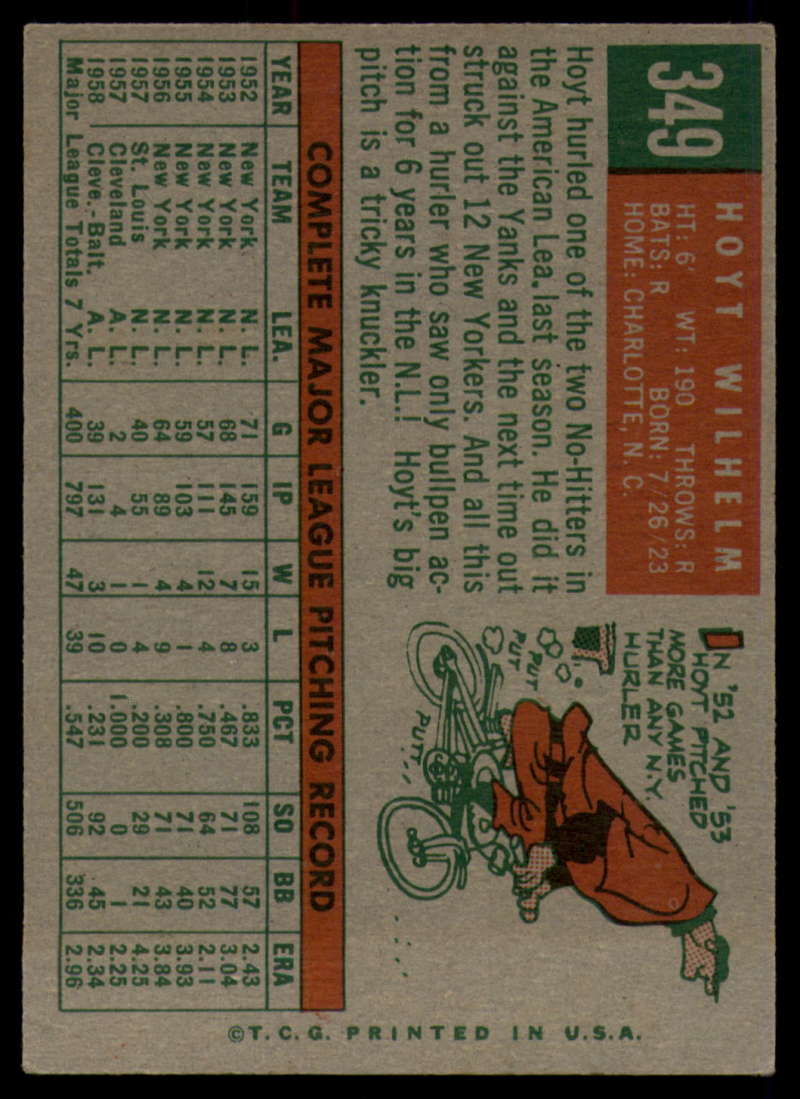 349
HOYT WILHELM
HT: 6' WT: 190 THROWS: R
BATS: R BORN: 7/26/23
HOME: CHARLOTTE, N. C.
Hoyt hurled one of the two No-Hitters in
the American Lea. last season. He did it
against the Yanks and the next time out
struck out 12 New Yorkers. And all this
from a hurler who saw only bullpen ac-
tion for 6 years in the N.L.! Hoyt's big
pitch is a tricky knuckler.
IN '52 AND '53
HOYT PITCHED
MORE GAMES
THAN ANY N.Y.
HURLER
PUT
PUT
PUT
PUTT...
COMPLETE MAJOR LEAGUE PITCHING RECORD
YEAR TEAM LEA. G IP W L PCT SO BB ERA
1952 New York N. L. 71 159 15 3 .833 108 57 2.43
1953 New York N. L. 68 145 7 8 .467 71 77 3.04
1954 New York N. L. 57 111 12 4 .750 64 52 2.11
1955 New York N. L. 59 103 4 1 .800 71 40 3.93
1956 New York N. L. 64 89 4 9 .308 71 43 3.84
1957 St. Louis N. L. 40 55 1 4 .200 29 21 4.25
1957 Cleveland A. L. 2 4 1 0 1.000 0 1 2.25
1958 Cleve.-Balt. A. L. 39 131 3 10 .231 92 45 2.34
Major League Totals 7 Yrs. 400 797 47 39 .547 506 336 2.96
©T.C.G. PRINTED IN U.S.A.